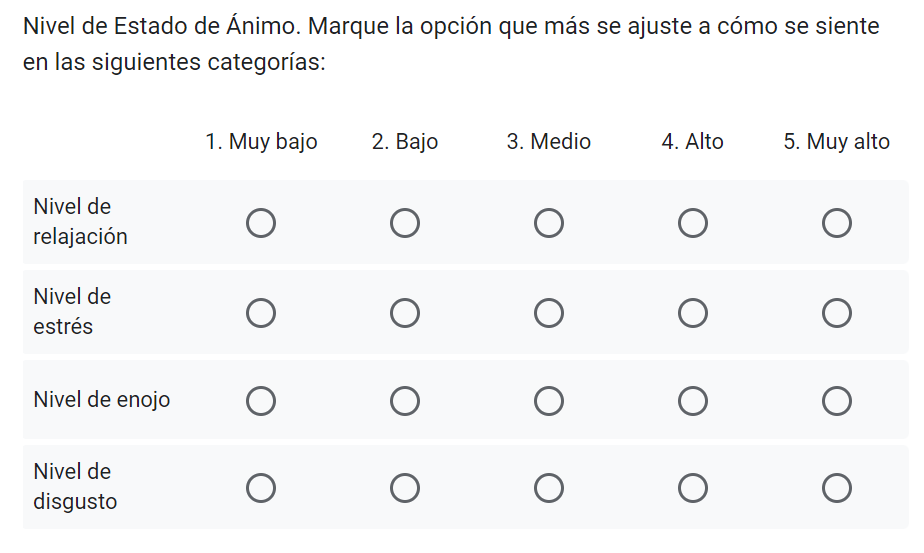 Nivel de Estado de Ánimo. Marque la opción que más se ajuste a cómo se siente
en las siguientes categorías:
1. Muy bajo 2. Bajo 3. Medio 4. Alto 5. Muy alto
Nivel de
relajación
Nivel de
estrés
Nivel de enojo
Nivel de
disgusto